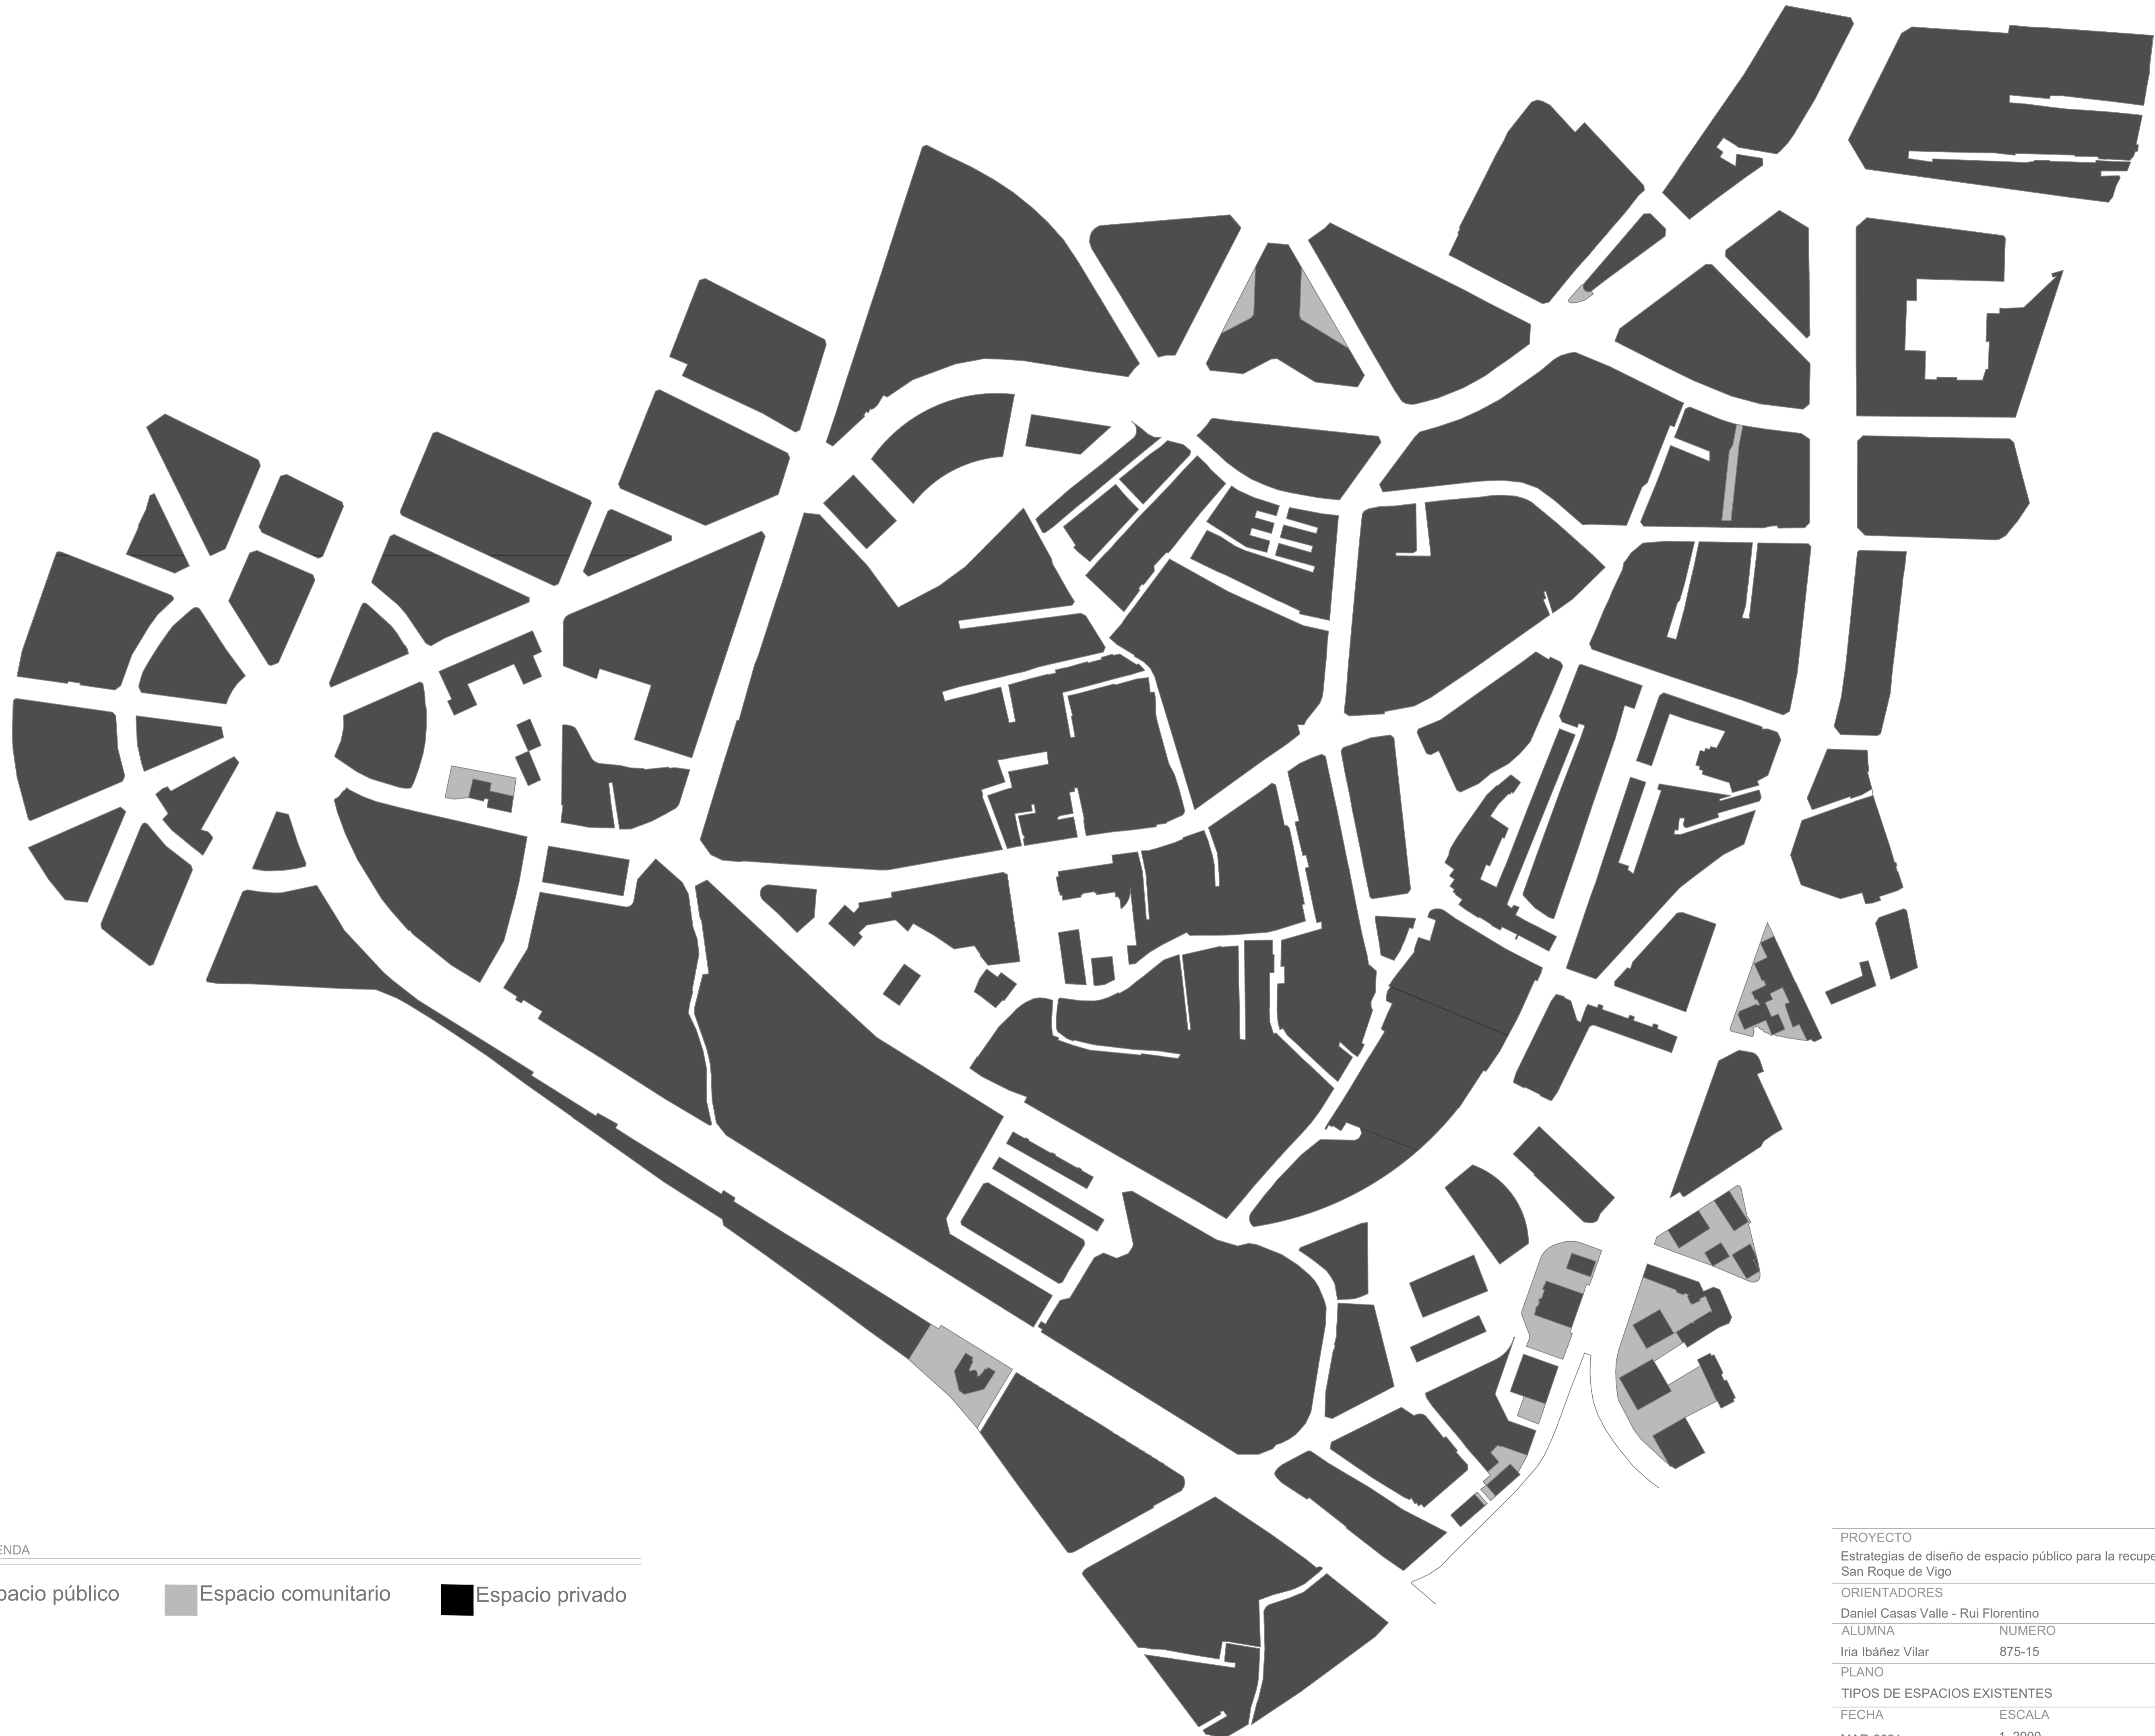 ENDA
pacio público
Espacio comunitario
Espacio privado
PROYECTO
Estrategias de diseño de espacio público para la recupe
San Roque de Vigo
ORIENTADORES
Daniel Casas Valle - Rui Florentino
ALUMNA NUMERO
Iria Ibáñez Vilar 875-15
PLANO
TIPOS DE ESPACIOS EXISTENTES
FECHA ESCALA